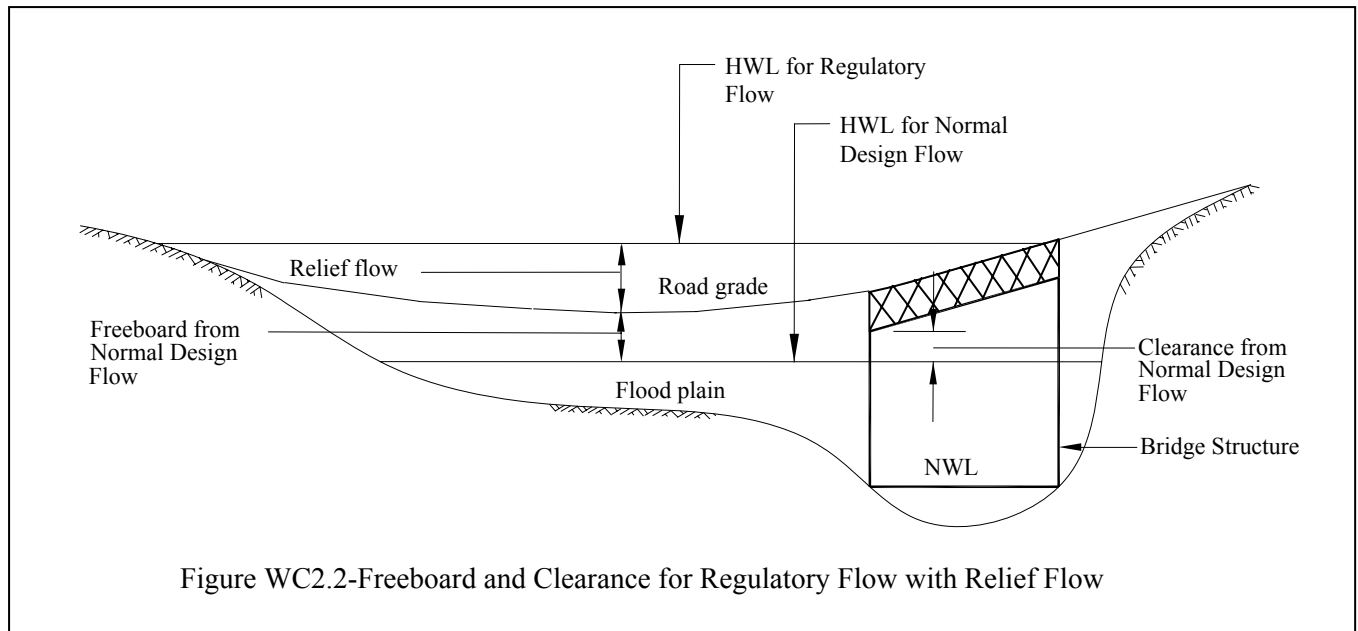 HWL for Regulatory
Flow
HWL for Normal
Design Flow
Relief flow
Road grade
Freeboard from
Normal Design
Flow
Clearance from
Normal Design
Flow
Flood plain
Bridge Structure
NWL
Figure WC2.2-Freeboard and Clearance for Regulatory Flow with Relief Flow